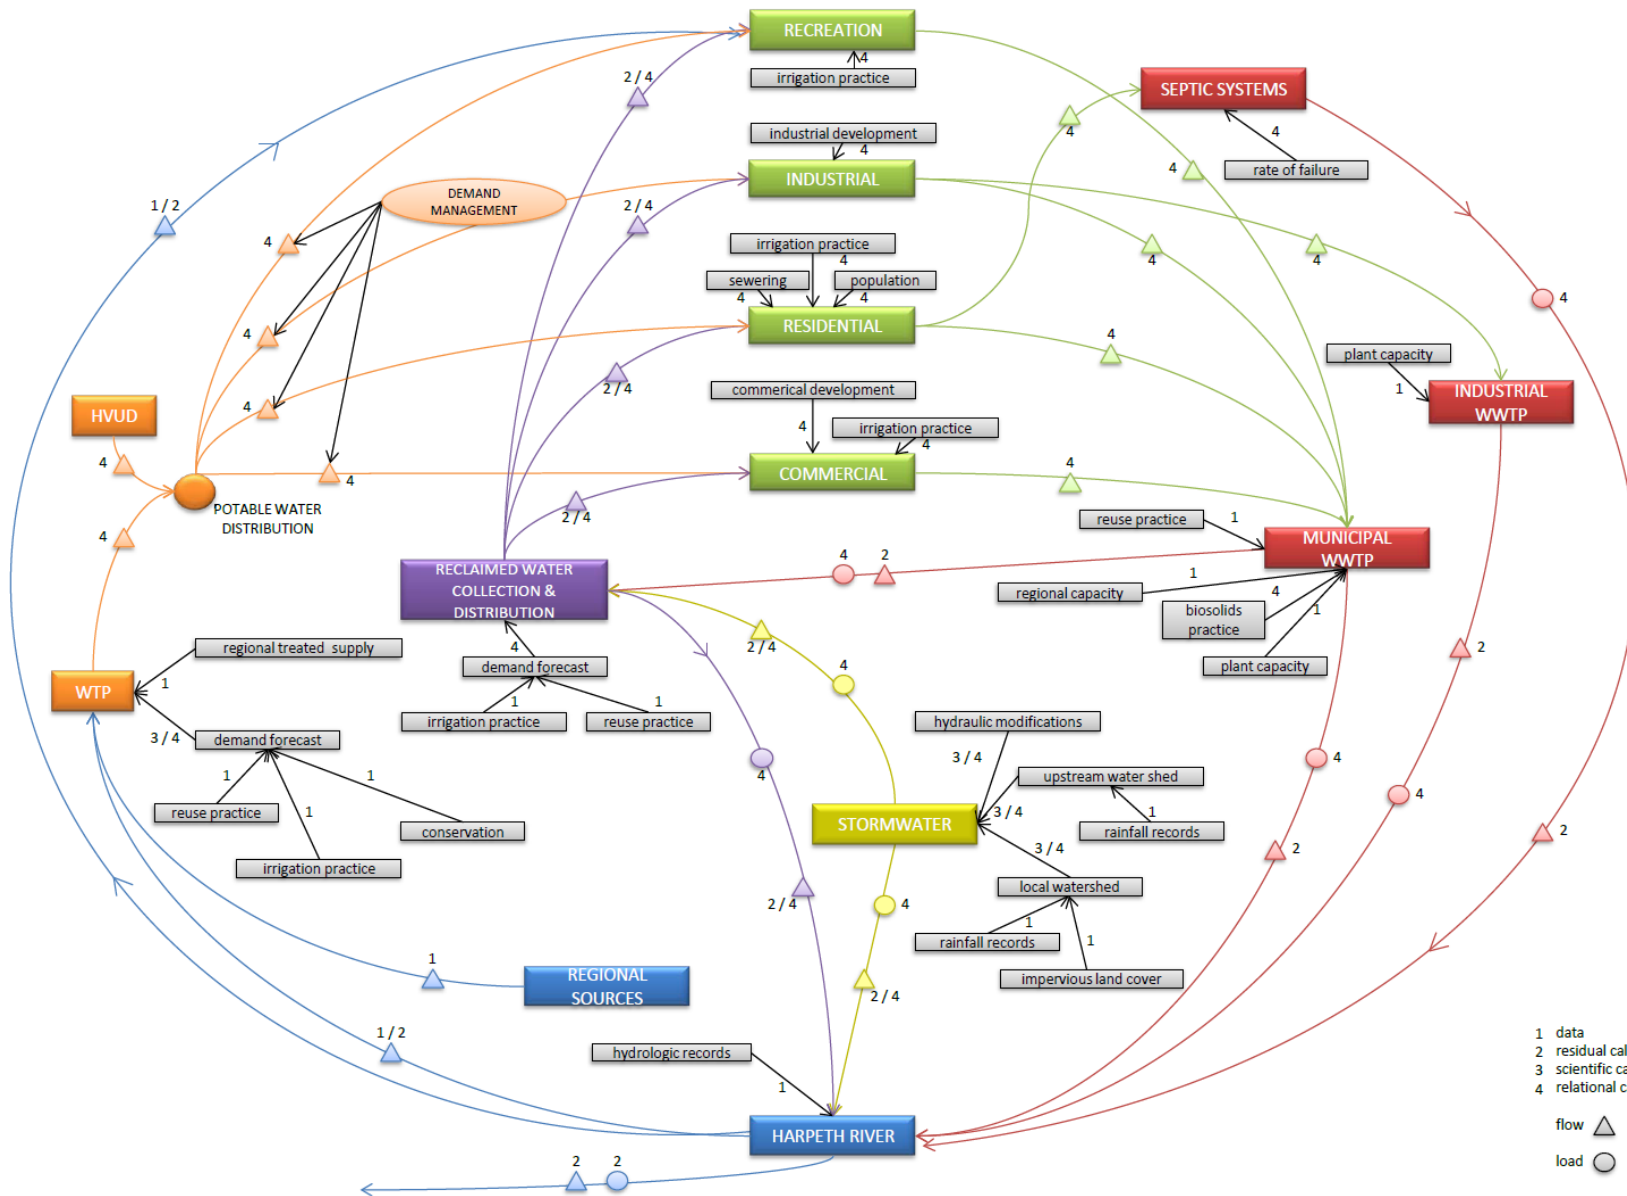 RECREATION
4
irrigation practice
2 / 4
SEPTIC SYSTEMS
4
4
rate of failure
industrial development
4
INDUSTRIAL
4
DEMAND
MANAGEMENT
1 / 2
2 / 4
4
4
4
irrigation practice
4
sewering
population
4
4
RESIDENTIAL
4
4
4
2 / 4
plant capacity
1
INDUSTRIAL
WWTP
commerical development
4
irrigation practice
4
COMMERCIAL
4
HVUD
4
4
4
POTABLE WATER
DISTRIBUTION
4
2 / 4
reuse practice
1
MUNICIPAL
WWTP
4
2
RECLAIMED WATER
COLLECTION &
DISTRIBUTION
regional capacity
1
biosolids
practice
4
1
plant capacity
2 / 4
4
regional treated  supply
1
WTP
demand forecast
4
irrigation practice
1
reuse practice
1
3 / 4
demand forecast
1
1
1
reuse practice
conservation
irrigation practice
2
4
4
4
4
hydraulic modifications
3 / 4
upstream water shed
3 / 4
1
rainfall records
STORMWATER
3 / 4
local watershed
1
rainfall records
1
impervious land cover
2
2
2 / 4
4
2 / 4
1
REGIONAL
SOURCES
1 / 2
hydrologic records
1
HARPETH RIVER
2
2
1 data
2 residual cal
3 scientific ca
4 relational c
flow
load